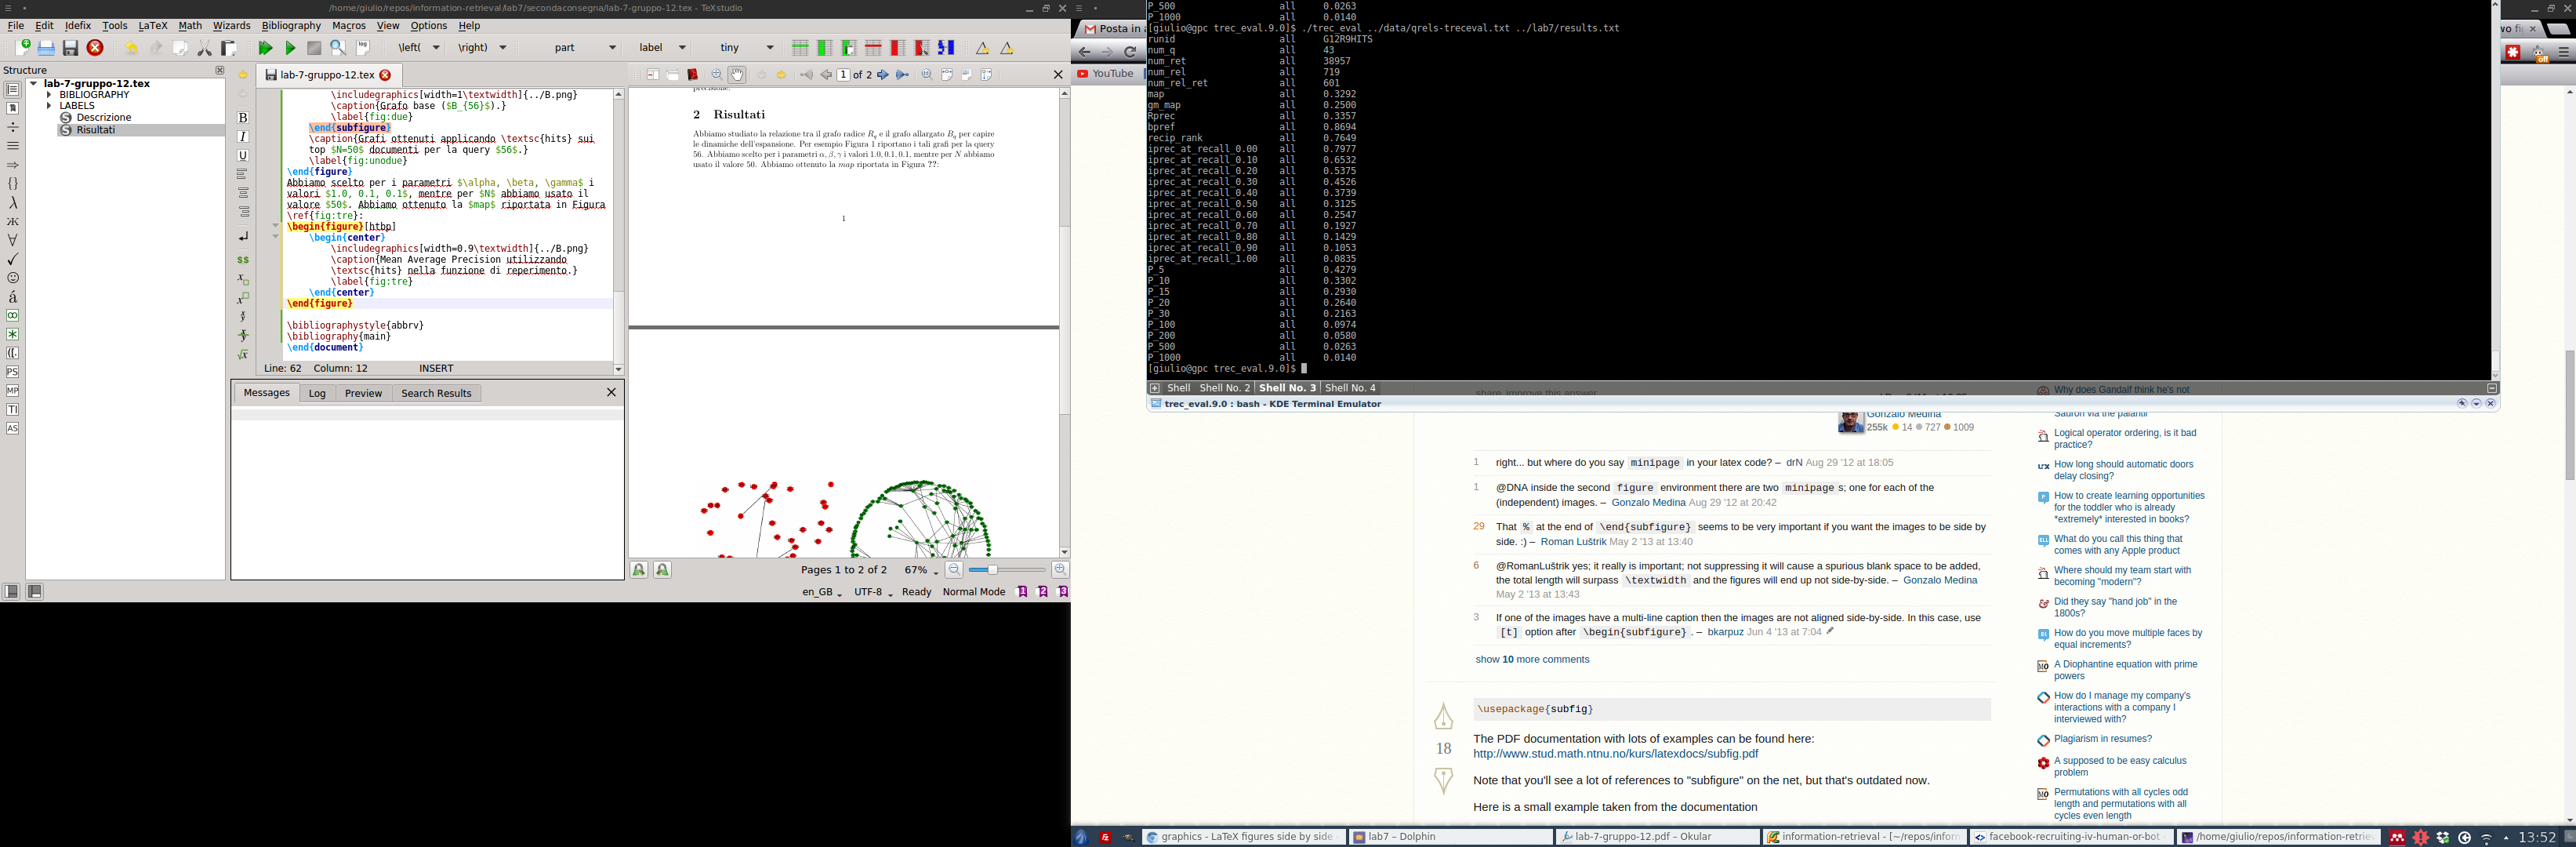 /home/giulio/repos/information-retrieval/lab7/secondaconsegna/lab-7-gruppo-12.tex - TeXstudio
File Edit Idefix Tools LaTeX Math Wizards Bibliography Macros View Options Help
\left( \right) part label tiny
Structure
lab-7-gruppo-12.tex
BIBLIOGRAPHY
LABELS
Descrizione
Risultati
lab-7-gruppo-12.tex
\includegraphics[width=1\textwidth]{../B.png}
\caption{Grafo base ($B_{56}$).}
\label{fig:due}
\end{subfigure}
\caption{Grafi ottenuti applicando \textsc{hits} sui
top $N=50$ documenti per la query $56$.}
\label{fig:unodue}
\end{figure}
Abbiamo scelto per i parametri $\alpha, \beta, \gamma$ i
valori $1.0, 0.1, 0.1$, mentre per $N$ abbiamo usato il
valore $50$. Abbiamo ottenuto la $map$ riportata in Figura
\ref{fig:tre}:
\begin{figure}[htbp]
\begin{center}
\includegraphics[width=0.9\textwidth]{../B.png}
\caption{Mean Average Precision utilizzando
\textsc{hits} nella funzione di reperimento.}
\label{fig:tre}
\end{center}
\end{figure}
\bibliographystyle{abbrv}
\bibliography{main}
\end{document}
Line: 62 Column: 12 INSERT
Messages Log Preview Search Results
1 of 2
precisione.
2 Risultati
Abbiamo studiato la relazione tra il grafo radice R_q e il grafo allargato B_q per capire
le dinamiche dell'espansione. Per esempio Figura 1 riportano i tali grafi per la query
56. Abbiamo scelto per i parametri α, β, γ i valori 1.0, 0.1, 0.1, mentre per N abbiamo
usato il valore 50. Abbiamo ottenuto la map riportata in Figura ??:
1
Pages 1 to 2 of 2 67%
en_GB UTF-8 Ready Normal Mode 1 2 3
Posta in a
YouTube
P_500 all 0.0263
P_1000 all 0.0140
[giulio@gpc trec_eval.9.0]$ ./trec_eval ../data/qrels-treceval.txt ../lab7/results.txt
runid all G12R9HITS
num_q all 43
num_ret all 38957
num_rel all 719
num_rel_ret all 601
map all 0.3292
gm_map all 0.2500
Rprec all 0.3357
bpref all 0.8694
recip_rank all 0.7649
iprec_at_recall_0.00 all 0.7977
iprec_at_recall_0.10 all 0.6532
iprec_at_recall_0.20 all 0.5375
iprec_at_recall_0.30 all 0.4526
iprec_at_recall_0.40 all 0.3739
iprec_at_recall_0.50 all 0.3125
iprec_at_recall_0.60 all 0.2547
iprec_at_recall_0.70 all 0.1927
iprec_at_recall_0.80 all 0.1429
iprec_at_recall_0.90 all 0.1053
iprec_at_recall_1.00 all 0.0835
P_5 all 0.4279
P_10 all 0.3302
P_15 all 0.2930
P_20 all 0.2640
P_30 all 0.2163
P_100 all 0.0974
P_200 all 0.0580
P_500 all 0.0263
P_1000 all 0.0140
[giulio@gpc trec_eval.9.0]$
Shell Shell No. 2 Shell No. 3 Shell No. 4
trec_eval.9.0 : bash - KDE Terminal Emulator
share improve this answer
Gonzalo Medina
255k 14 727 1009
1 right... but where do you say minipage in your latex code? – drN Aug 29 '12 at 18:05
1 @DNA inside the second figure environment there are two minipage s; one for each of the
(independent) images. – Gonzalo Medina Aug 29 '12 at 20:42
29 That % at the end of \end{subfigure} seems to be very important if you want the images to be side by
side. :) – Roman Luštrik May 2 '13 at 13:40
6 @RomanLuštrik yes; it really is important; not suppressing it will cause a spurious blank space to be added,
the total length will surpass \textwidth and the figures will end up not side-by-side. – Gonzalo Medina
May 2 '13 at 13:43
3 If one of the images have a multi-line caption then the images are not aligned side-by-side. In this case, use
[t] option after \begin{subfigure} . – bkarpuz Jun 4 '13 at 7:04
show 10 more comments
18
\usepackage{subfig}
The PDF documentation with lots of examples can be found here:
http://www.stud.math.ntnu.no/kurs/latexdocs/subfig.pdf
Note that you'll see a lot of references to "subfigure" on the net, but that's outdated now.
Here is a small example taken from the documentation
Why does Gandalf think he's not
Sauron via the palantír
Logical operator ordering, is it bad
practice?
How long should automatic doors
delay closing?
How to create learning opportunities
for the toddler who is already
*extremely* interested in books?
What do you call this thing that
comes with any Apple product
Where should my team start with
becoming "modern"?
Did they say "hand job" in the
1800s?
How do you move multiple faces by
equal increments?
A Diophantine equation with prime
powers
How do I manage my company's
interactions with a company I
interviewed with?
Plagiarism in resumes?
A supposed to be easy calculus
problem
Permutations with all cycles odd
length and permutations with all
cycles even length
graphics - LaTeX figures side by side
lab7 – Dolphin
lab-7-gruppo-12.pdf – Okular
information-retrieval - [~/repos/inform
facebook-recruiting-iv-human-or-bot
/home/giulio/repos/information-retrie
13:52